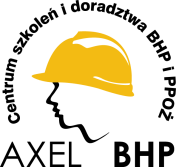 Centrum szkoleń i doradztwa BHP i PPOŻ
AXEL BHP